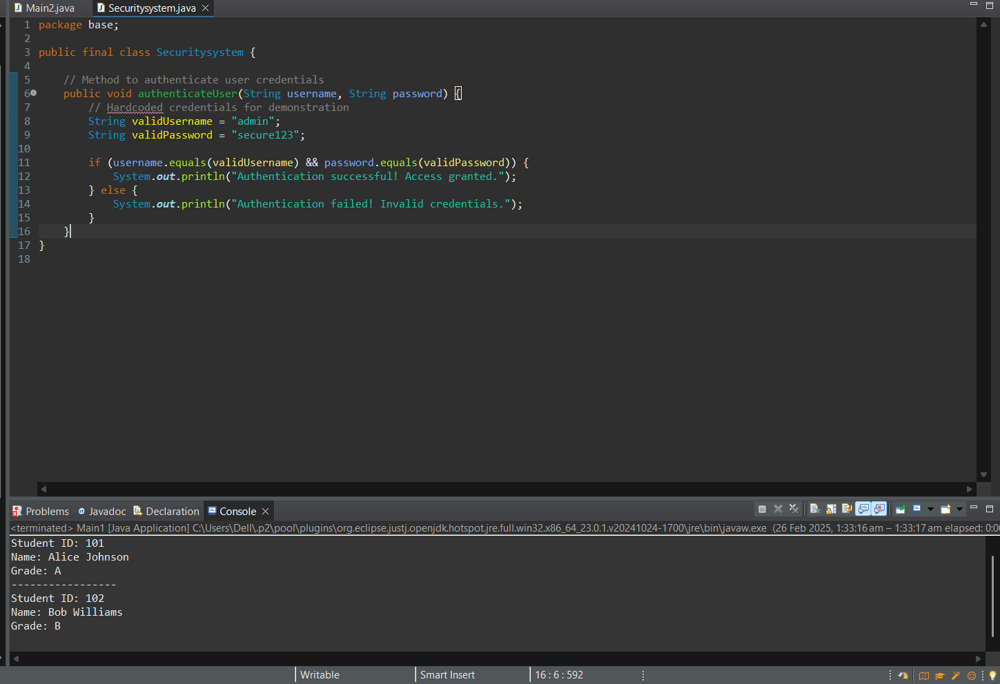 Main2.java
Securitysystem.java
1 package base;
2
3 public final class Securitysystem {
4
5 // Method to authenticate user credentials
6 public void authenticateUser(String username, String password) {
7 // Hardcoded credentials for demonstration
8 String validUsername = "admin";
9 String validPassword = "secure123";
10
11 if (username.equals(validUsername) && password.equals(validPassword)) {
12 System.out.println("Authentication successful! Access granted.");
13 } else {
14 System.out.println("Authentication failed! Invalid credentials.");
15 }
16 }
17 }
18
Problems @ Javadoc Declaration Console
<terminated> Main1 [Java Application] C:\Users\Dell\.p2\pool\plugins\org.eclipse.justj.openjdk.hotspot.jre.full.win32.x86_64_23.0.1.v20241024-1700\jre\bin\javaw.exe (26 Feb 2025, 1:33:16 am – 1:33:17 am elapsed: 0:0
Student ID: 101
Name: Alice Johnson
Grade: A
-----------------
Student ID: 102
Name: Bob Williams
Grade: B
Writable
Smart Insert
16 : 6 : 592